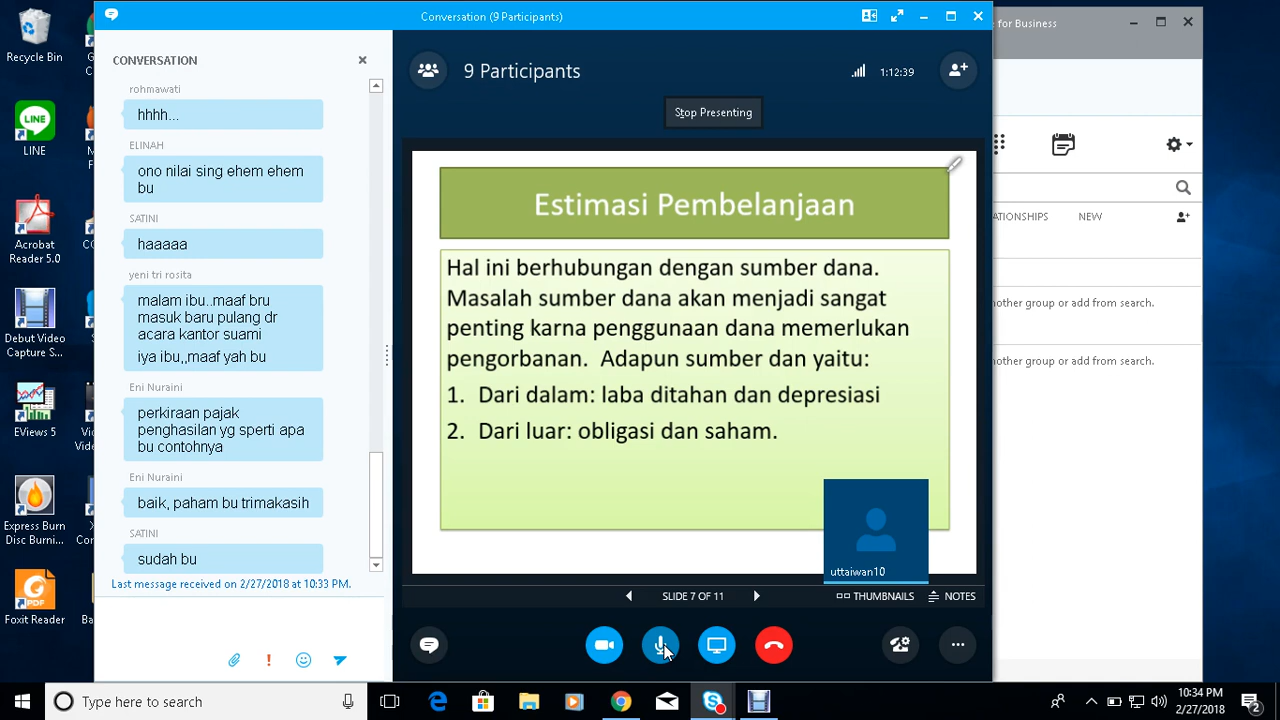 Recycle Bin
LINE
Acrobat
Reader 5.0
Debut Video
Capture S...
EViews 5
Express Burn
Disc Burni...
Foxit Reader
Conversation (9 Participants)
CONVERSATION
rohmawati
hhhh...
ELINAH
ono nilai sing ehem ehem
bu
SATINI
haaaaa
yeni tri rosita
malam ibu..maaf bru
masuk baru pulang dr
acara kantor suami
iya ibu,,maaf yah bu
Eni Nuraini
perkiraan pajak
penghasilan yg sperti apa
bu contohnya
Eni Nuraini
baik, paham bu trimakasih
SATINI
sudah bu
Last message received on 2/27/2018 at 10:33 PM.
9 Participants
1:12:39
Stop Presenting
Estimasi Pembelanjaan
Hal ini berhubungan dengan sumber dana.
Masalah sumber dana akan menjadi sangat
penting karna penggunaan dana memerlukan
pengorbanan. Adapun sumber dan yaitu:
1. Dari dalam: laba ditahan dan depresiasi
2. Dari luar: obligasi dan saham.
uttaiwan10
SLIDE 7 OF 11
THUMBNAILS
NOTES
e for Business
ATIONSHIPS
NEW
nother group or add from search.
nother group or add from search.
Type here to search
10:34 PM
2/27/2018
2